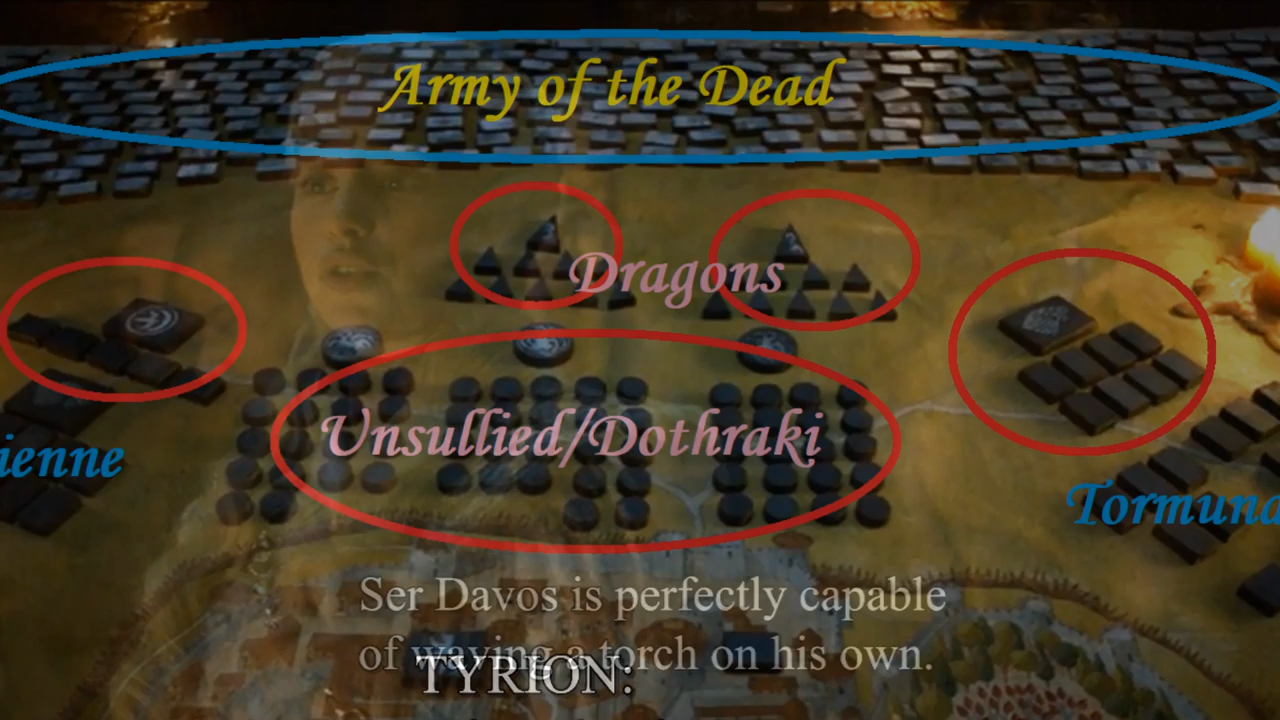 Army of the Dead
Dragons
Unsullied/Dothraki
ienne
Tormund
Ser Davos is perfectly capable
of waving a torch on his own.
TYRION: